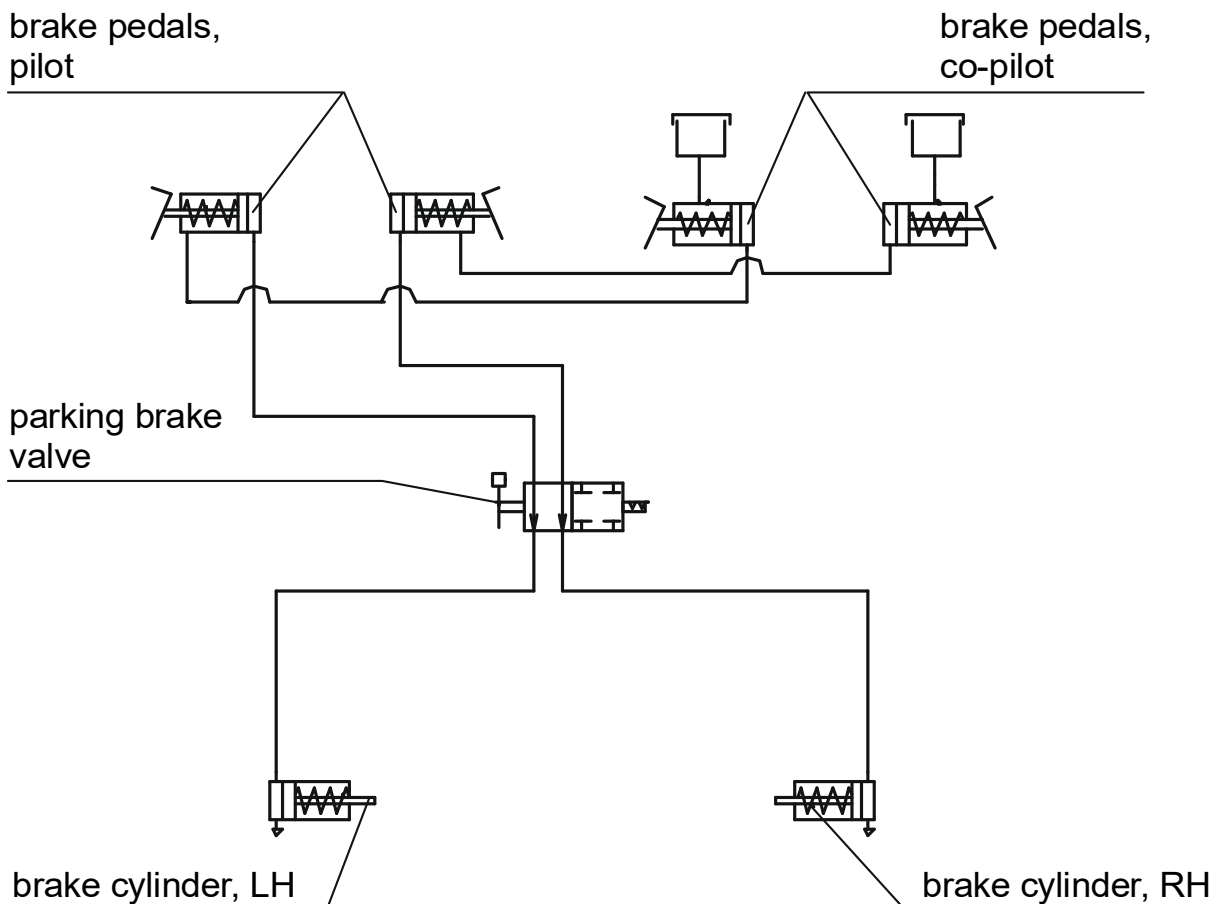 brake pedals,
pilot
brake pedals,
co-pilot
parking brake
valve
brake cylinder, LH
brake cylinder, RH